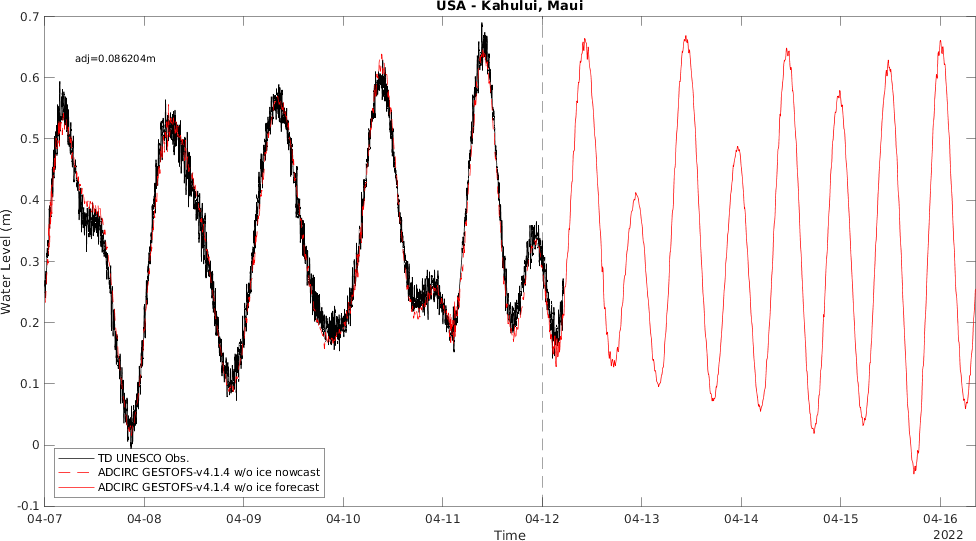 USA - Kahului, Maui
adj=0.086204m
Water Level (m)
0.7
0.6
0.5
0.4
0.3
0.2
0.1
0
-0.1
TD UNESCO Obs.
ADCIRC GESTOFS-v4.1.4 w/o ice nowcast
ADCIRC GESTOFS-v4.1.4 w/o ice forecast
04-07 04-08 04-09 04-10 04-11 04-12 04-13 04-14 04-15 04-16
Time
2022